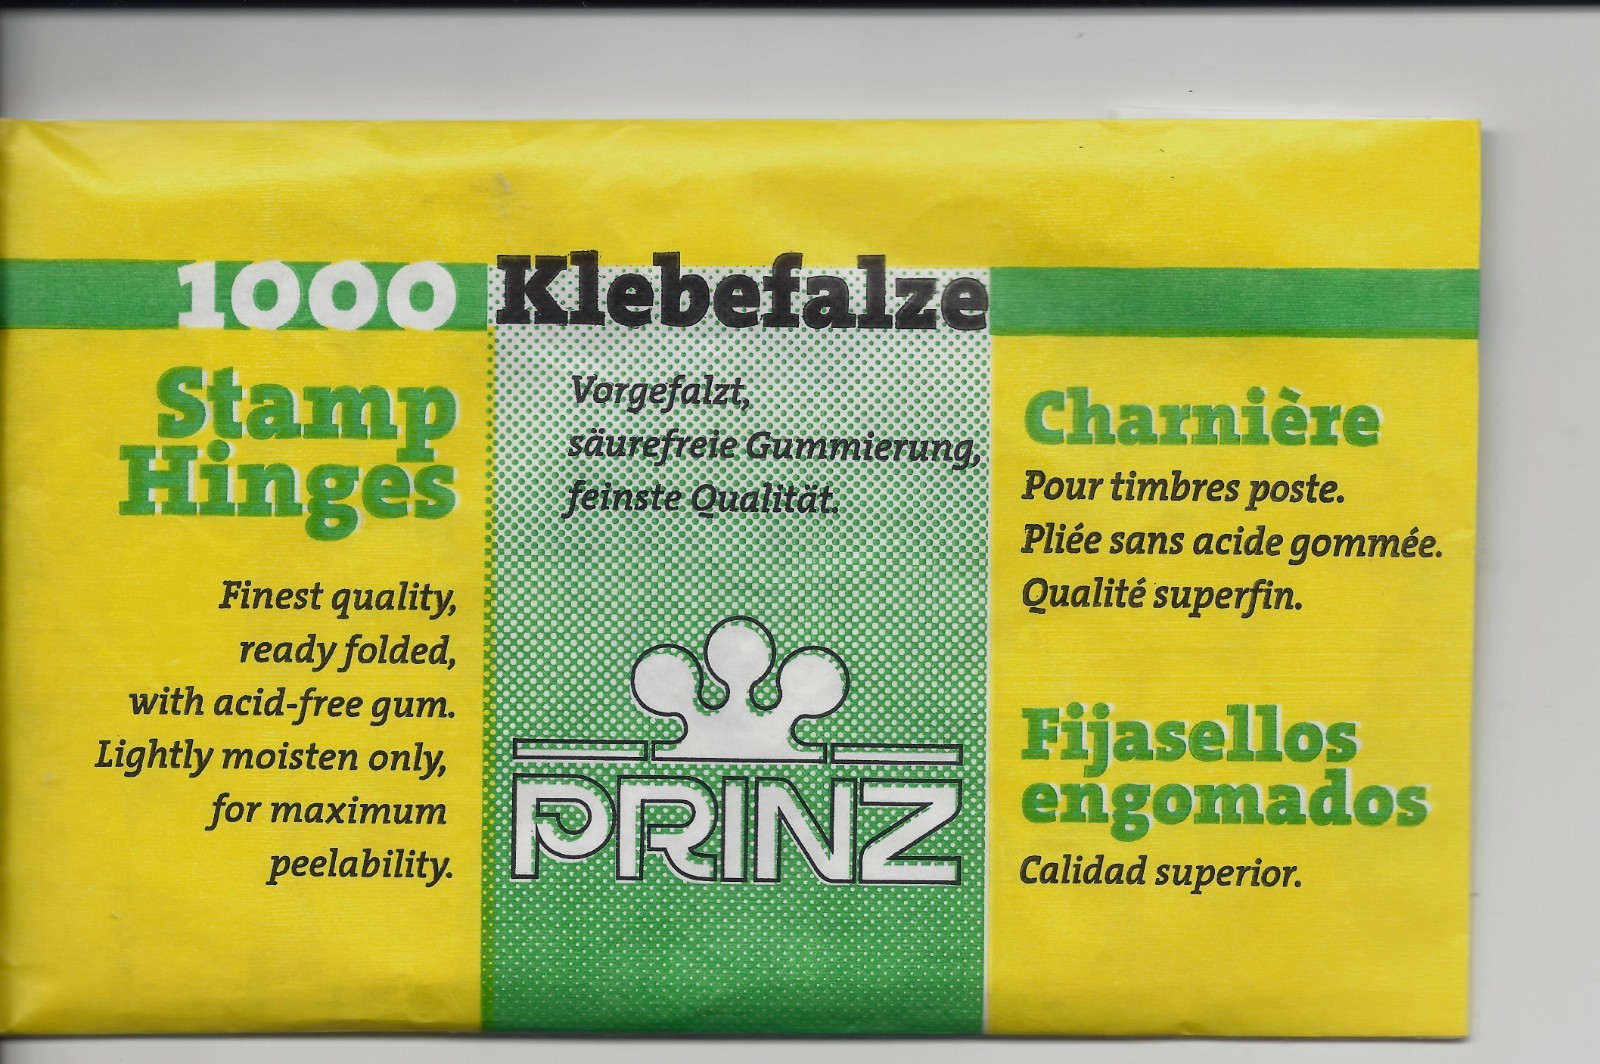 1000 Klebefalze
Stamp
Hinges
Finest quality,
ready folded,
with acid-free gum.
Lightly moisten only,
for maximum
peelability.
Vorgefalzt,
säurefreie Gummierung,
feinste Qualität.
PRINZ
Charnière
Pour timbres poste.
Pliée sans acide gommée.
Qualité superfin.
Fijasellos
engomados
Calidad superior.